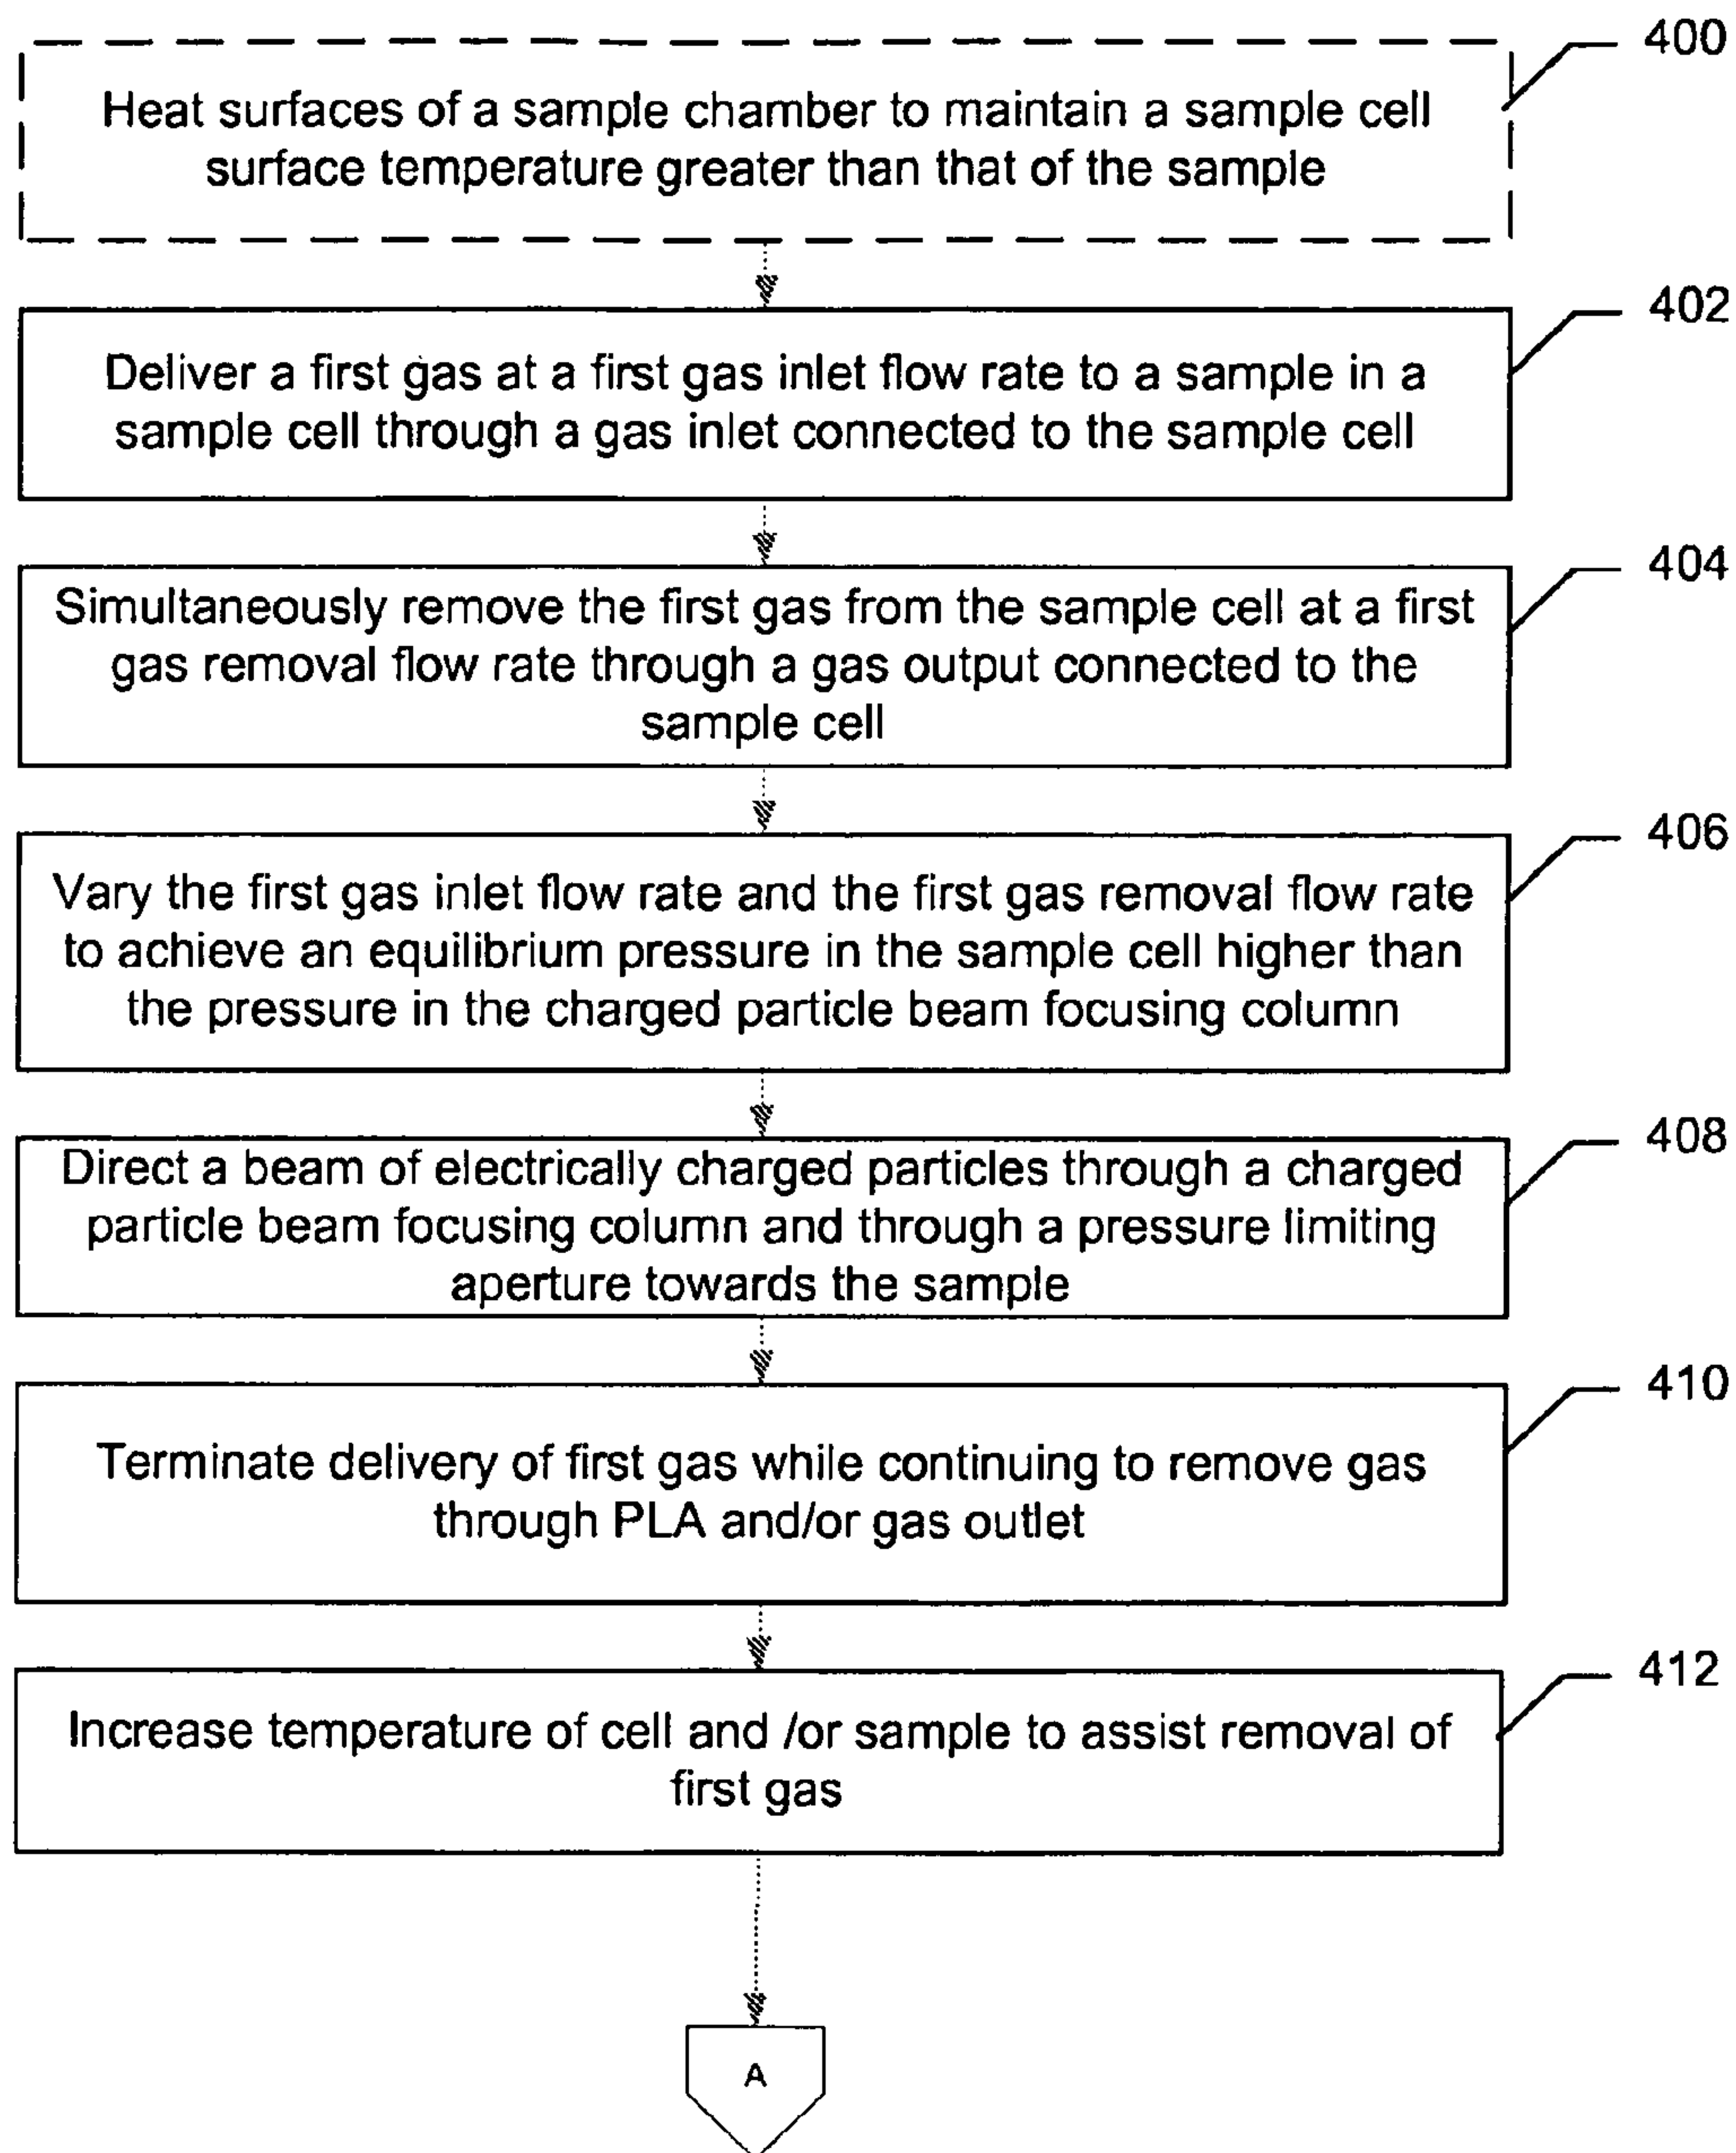 400
Heat surfaces of a sample chamber to maintain a sample cell
surface temperature greater than that of the sample
402
Deliver a first gas at a first gas inlet flow rate to a sample in a
sample cell through a gas inlet connected to the sample cell
404
Simultaneously remove the first gas from the sample cell at a first
gas removal flow rate through a gas output connected to the
sample cell
406
Vary the first gas inlet flow rate and the first gas removal flow rate
to achieve an equilibrium pressure in the sample cell higher than
the pressure in the charged particle beam focusing column
408
Direct a beam of electrically charged particles through a charged
particle beam focusing column and through a pressure limiting
aperture towards the sample
410
Terminate delivery of first gas while continuing to remove gas
through PLA and/or gas outlet
412
Increase temperature of cell and /or sample to assist removal of
first gas
A